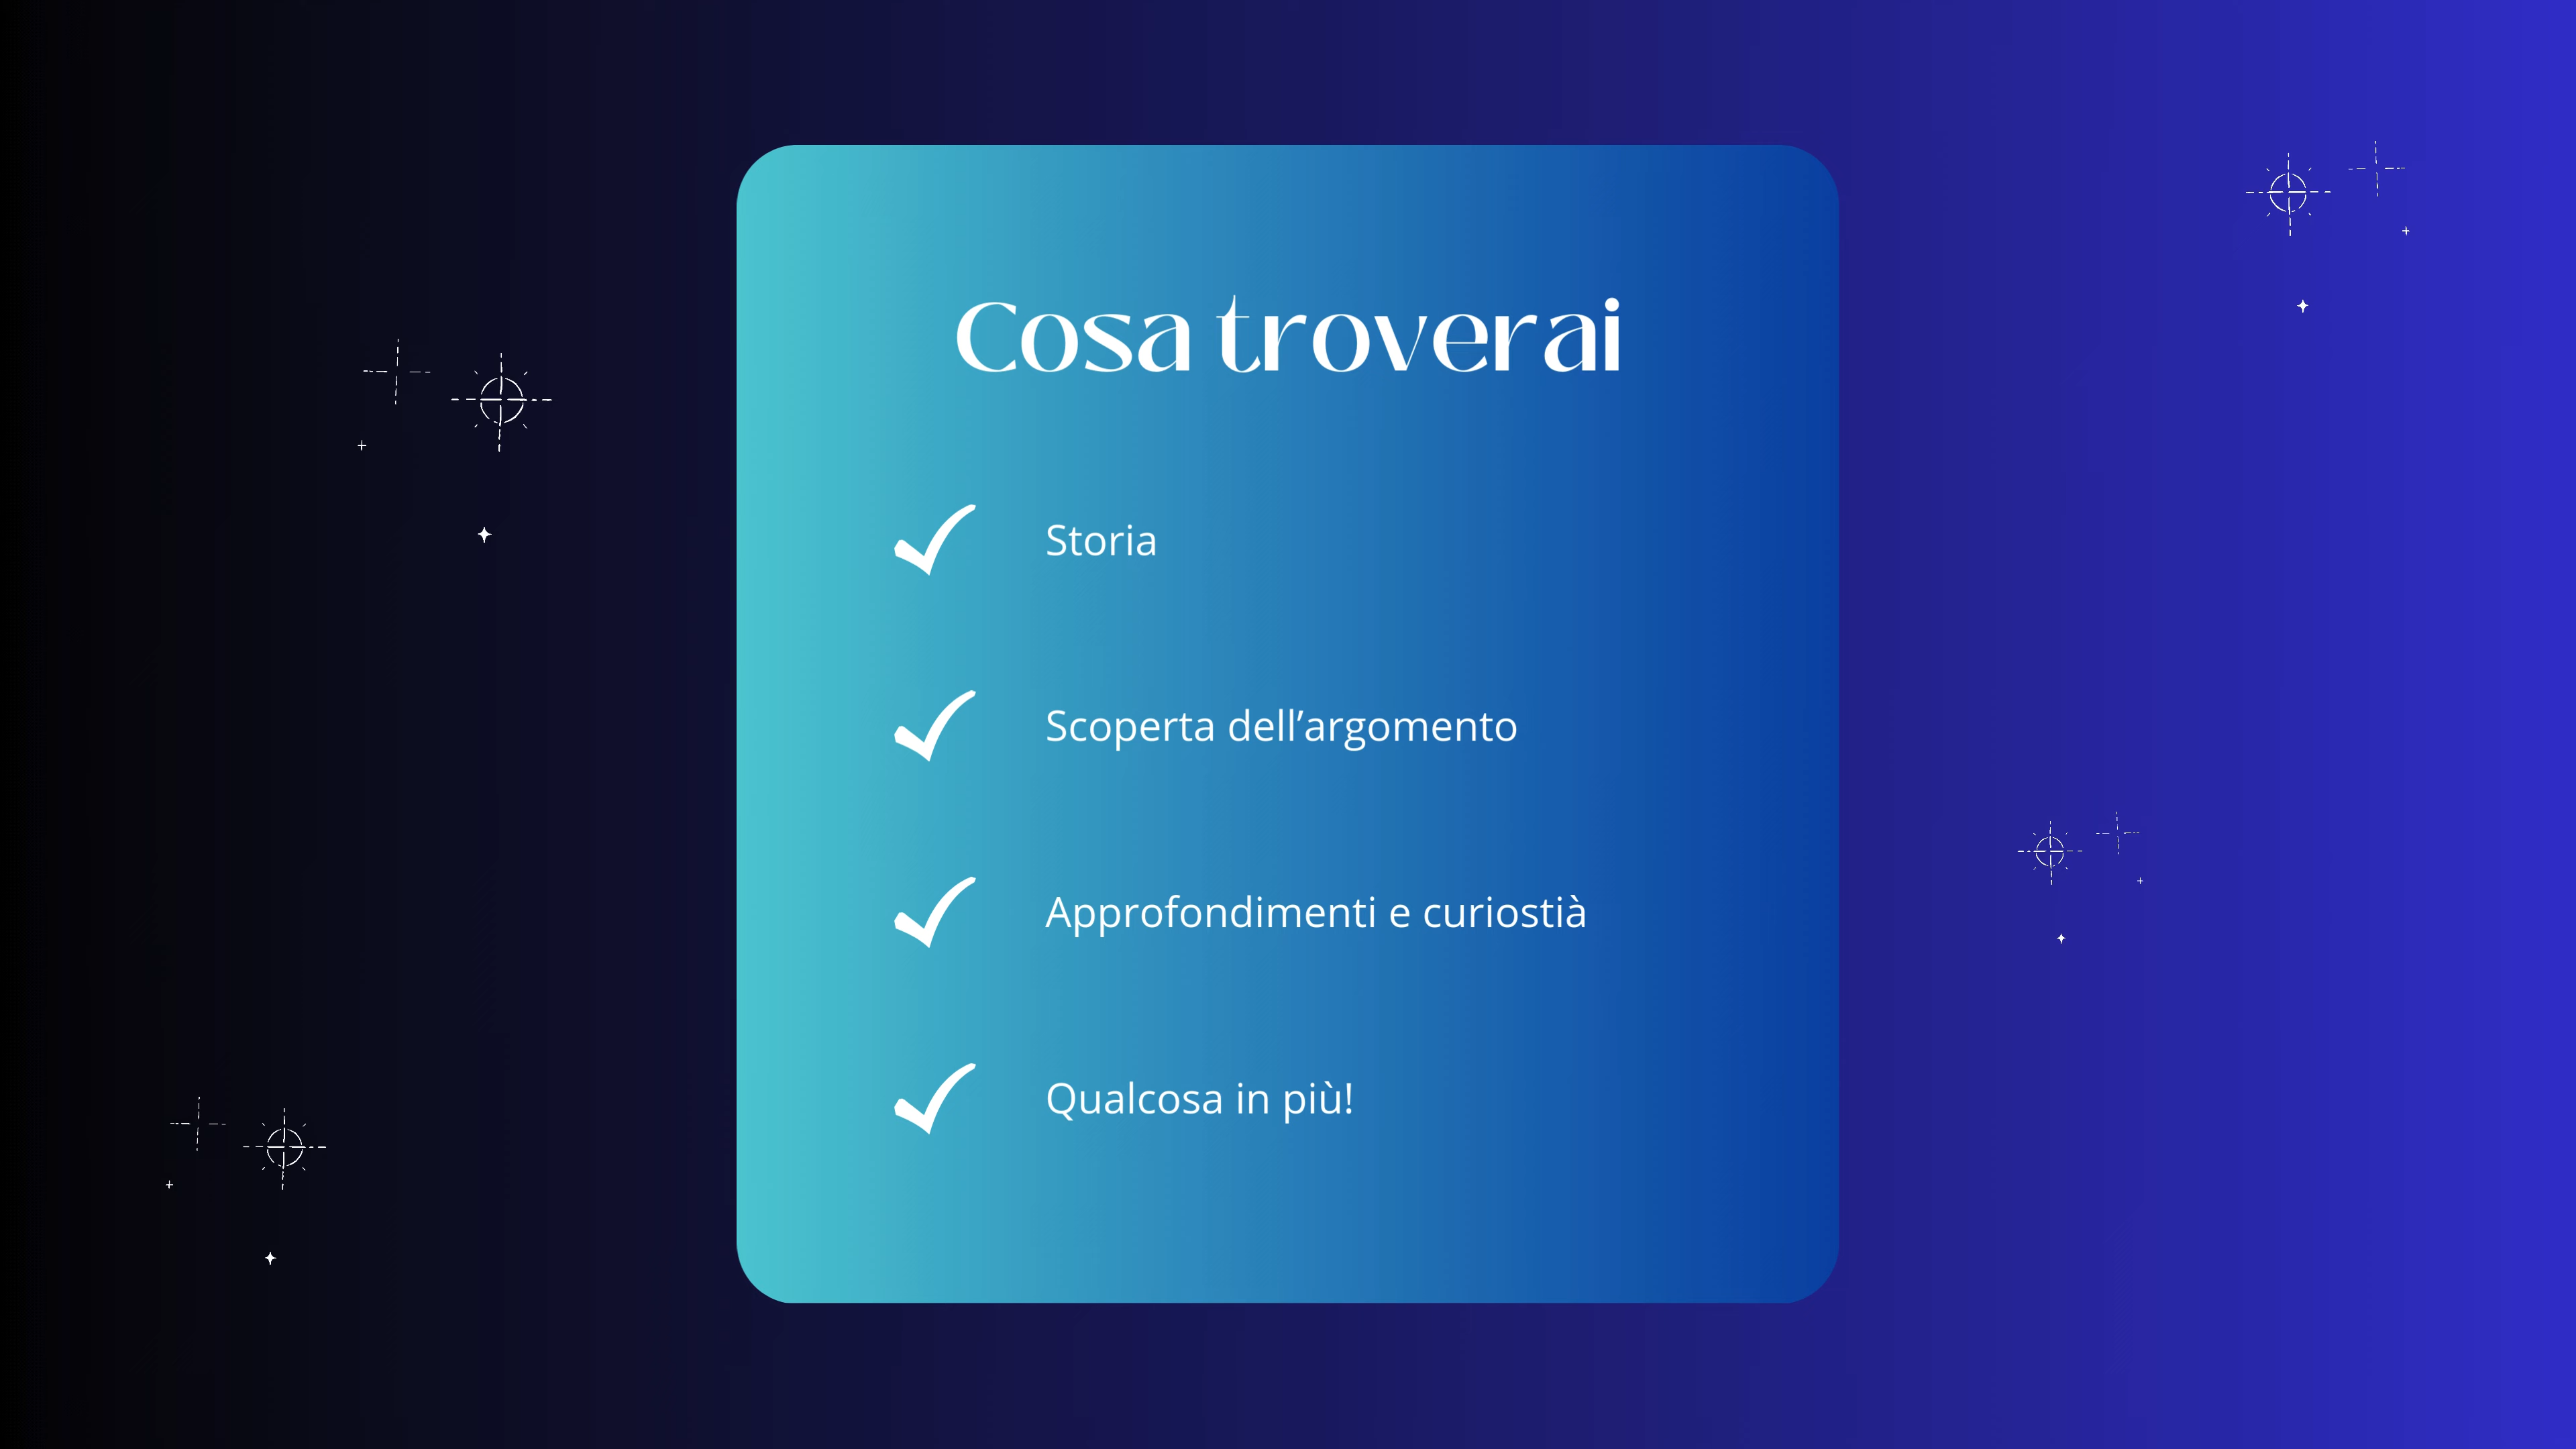 Cosa troverai
Storia
Scoperta dell’argomento
Approfondimenti e curiostià
Qualcosa in più!